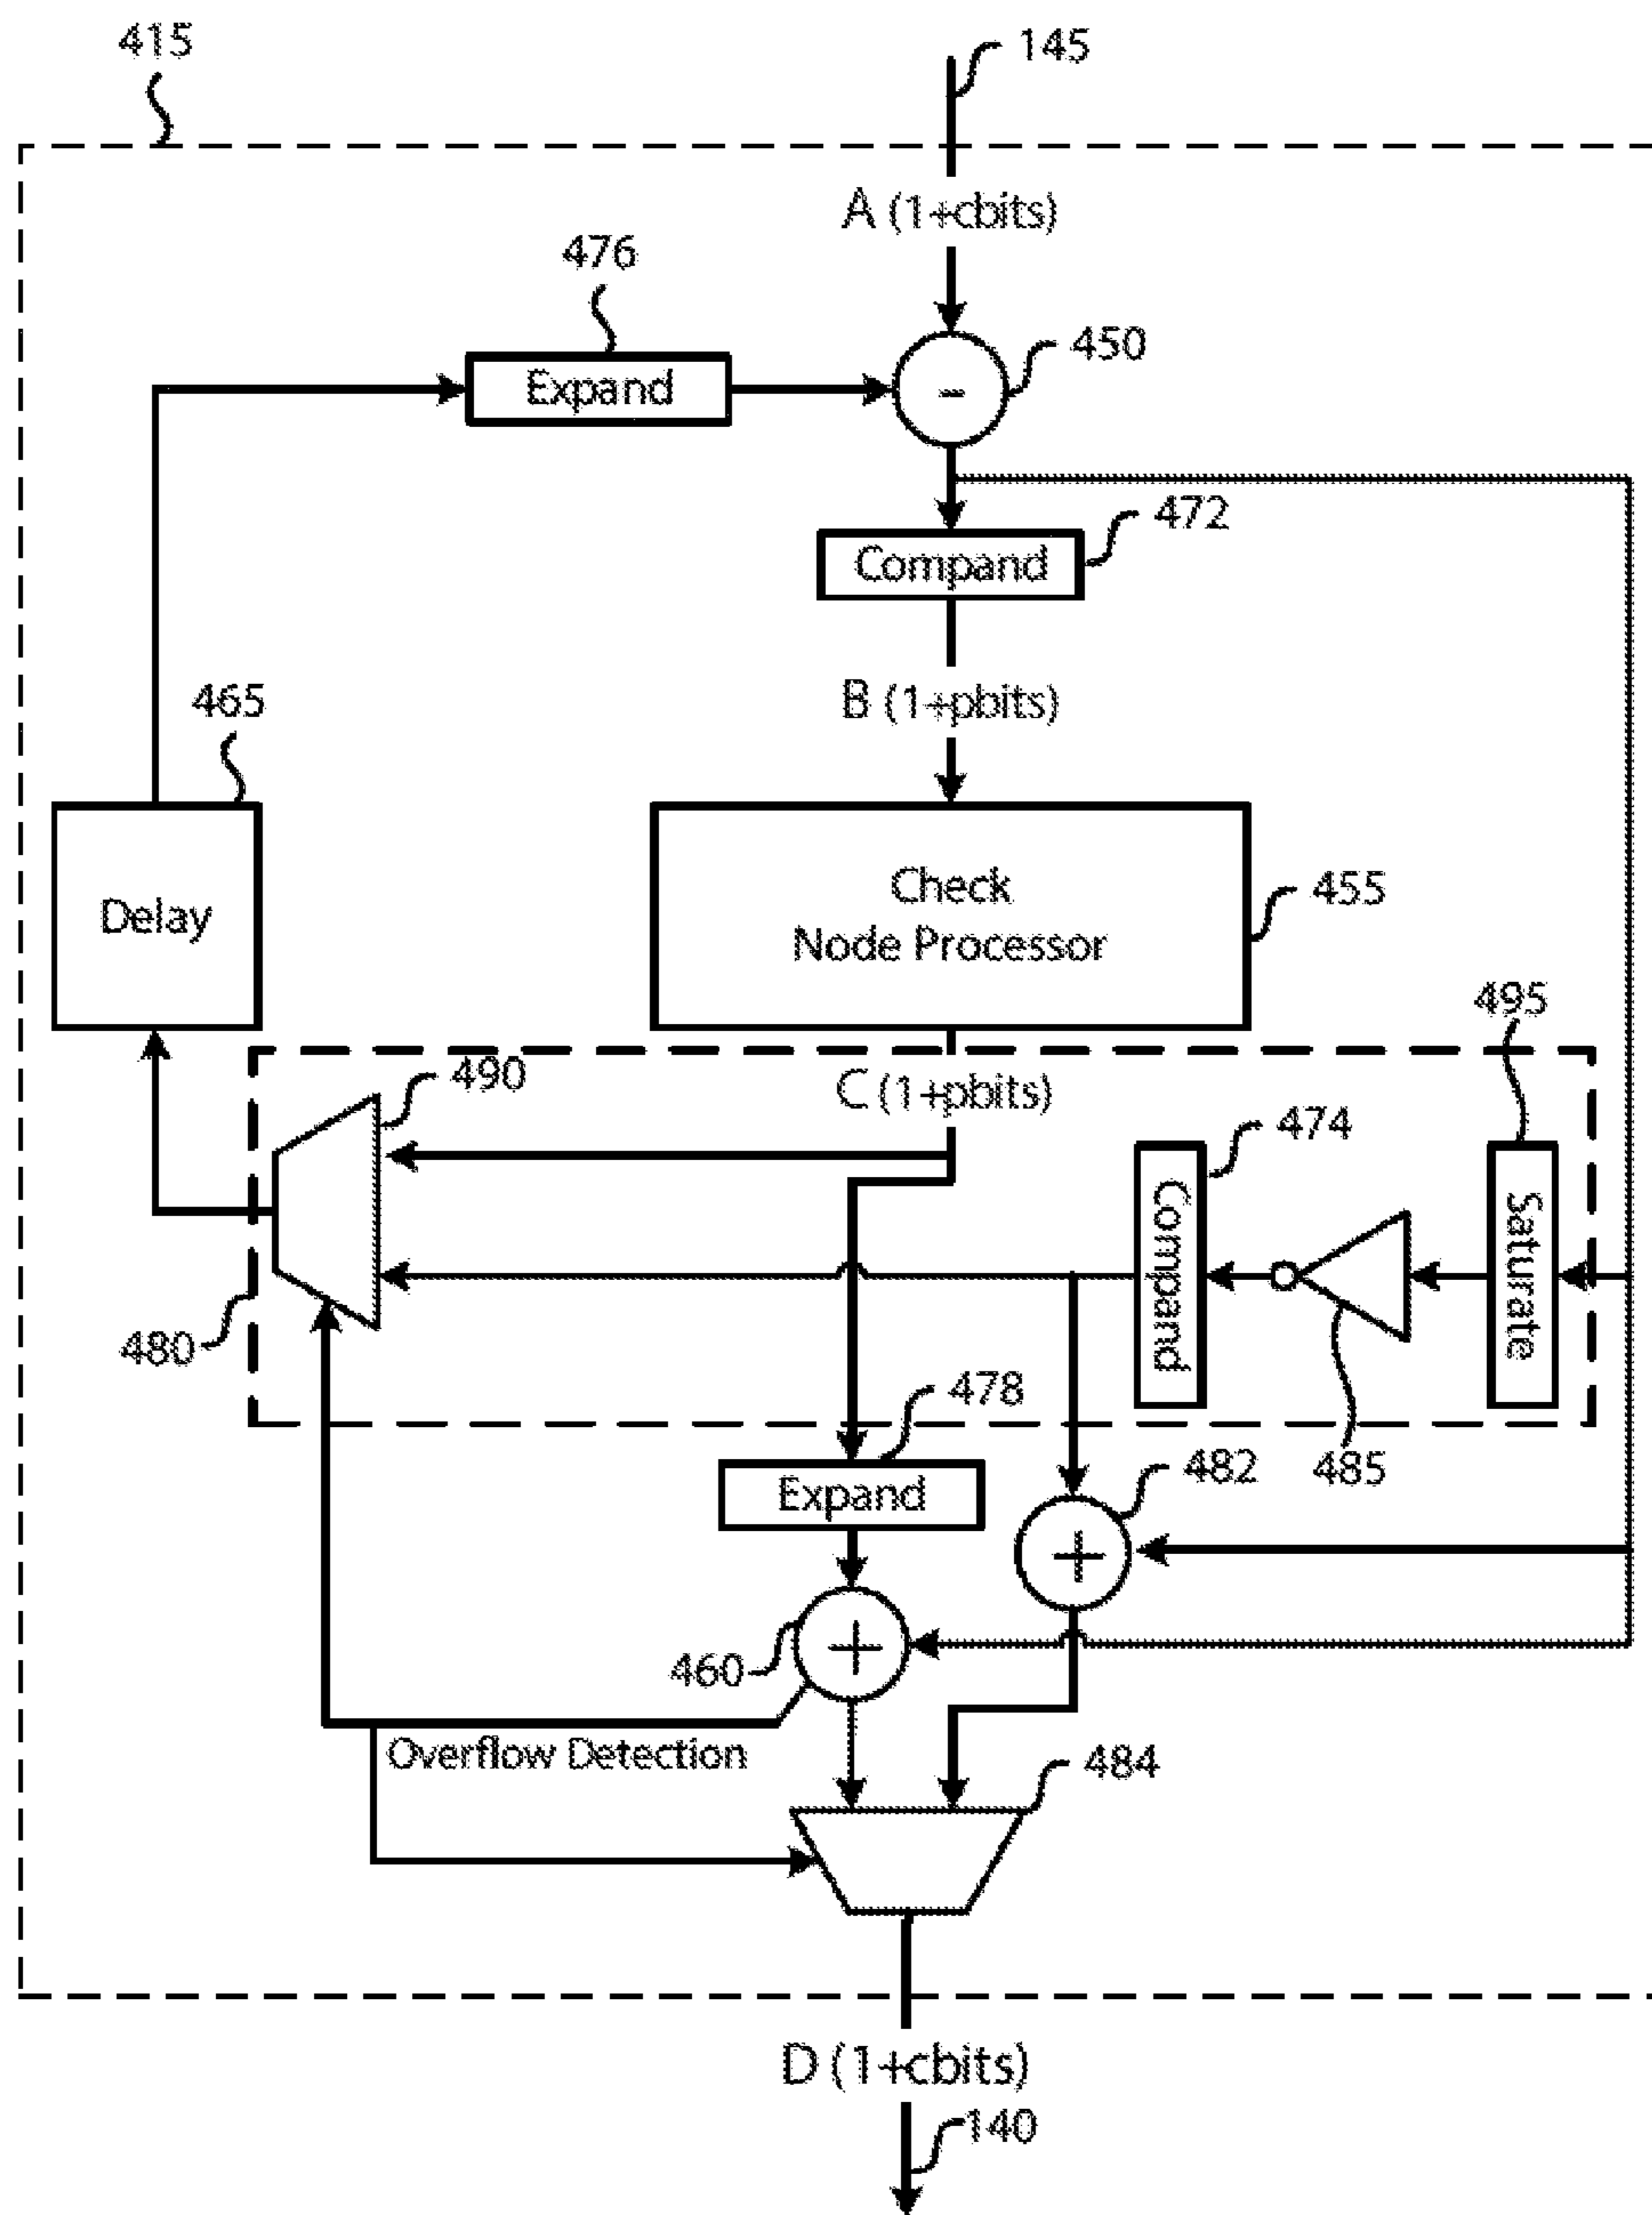 415
145
A (1+cbits)
476
450
Expand
-
472
Compand
B (1+pbits)
465
Check
Node Processor
455
Delay
495
490
C (1+pbits)
474
Compand
Saturate
480
478
482
485
Expand
+
+
460
Overflow Detection
484
D (1+cbits)
140